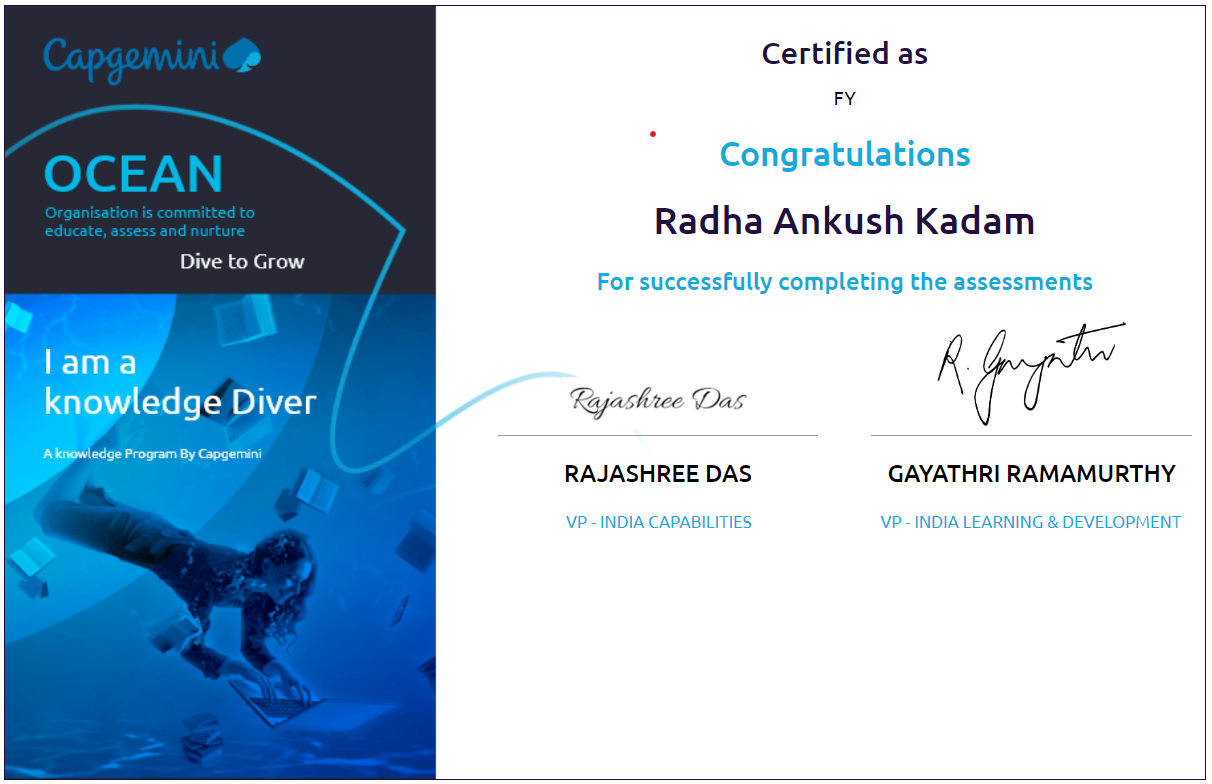 Capgemini
OCEAN
Organisation is committed to
educate, assess and nurture
Dive to Grow
I am a
knowledge Diver
A knowledge Program By Capgemini
Certified as
FY
Congratulations
Radha Ankush Kadam
For successfully completing the assessments
Rajashree Das
R. Gayathri
RAJASHREE DAS
GAYATHRI RAMAMURTHY
VP - INDIA CAPABILITIES
VP - INDIA LEARNING & DEVELOPMENT